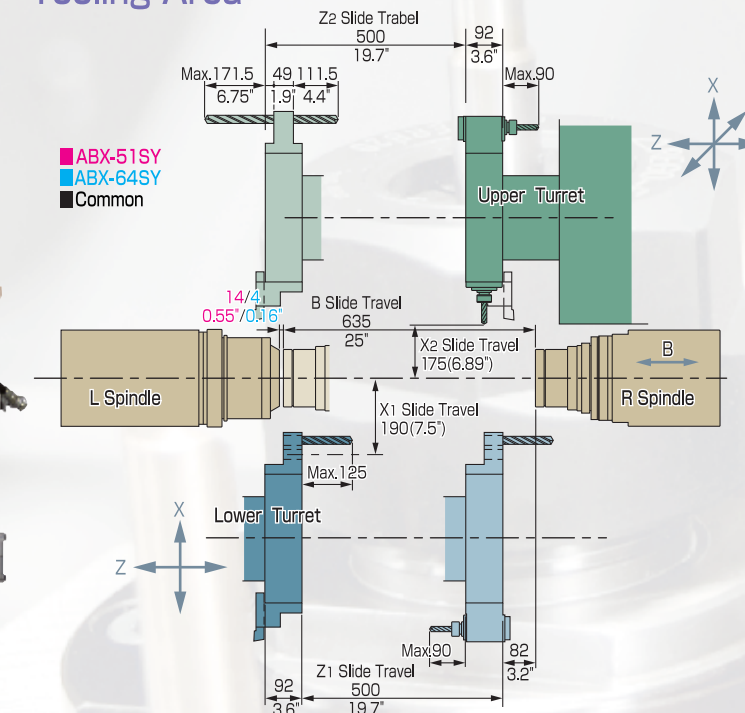 Tooling Area
Z2 Slide Trabel
500
19.7"
92
3.6"
Max.171.5
6.75"
49
1.9"
111.5
4.4"
Max.90
X
Z
ABX-51SY
ABX-64SY
Common
Upper Turret
14/4
0.55"/0.16"
B Slide Travel
635
25"
X2 Slide Travel
175(6.89")
B
L Spindle
R Spindle
X1 Slide Travel
190(7.5")
Max.125
Lower Turret
X
Z
Max.90
82
3.2"
Z1 Slide Travel
92
3.6"
500
19.7"